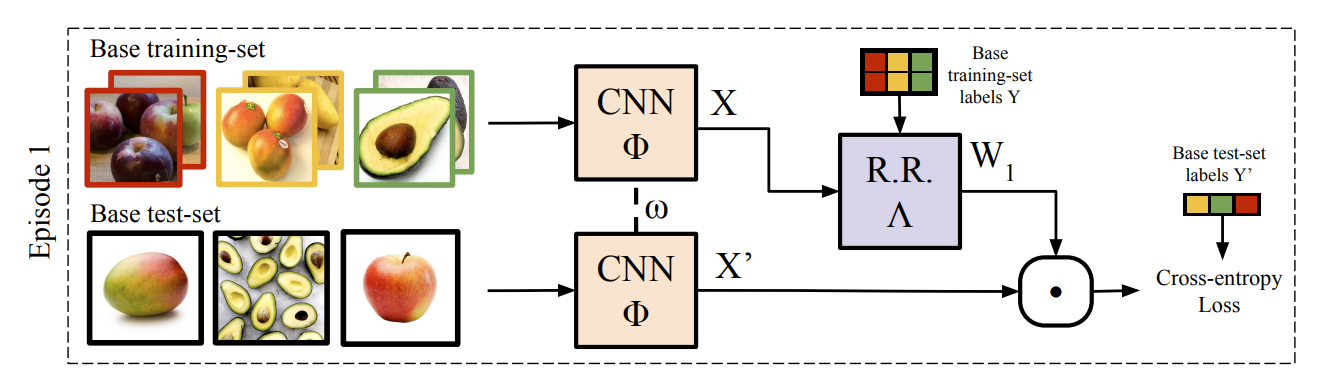 Episode 1
Base training-set
Base test-set
CNN
Φ
ω
CNN
Φ
X
X’
Base
training-set
labels Y
R.R.
Λ
W1
•
Base test-set
labels Y’
Cross-entropy
Loss